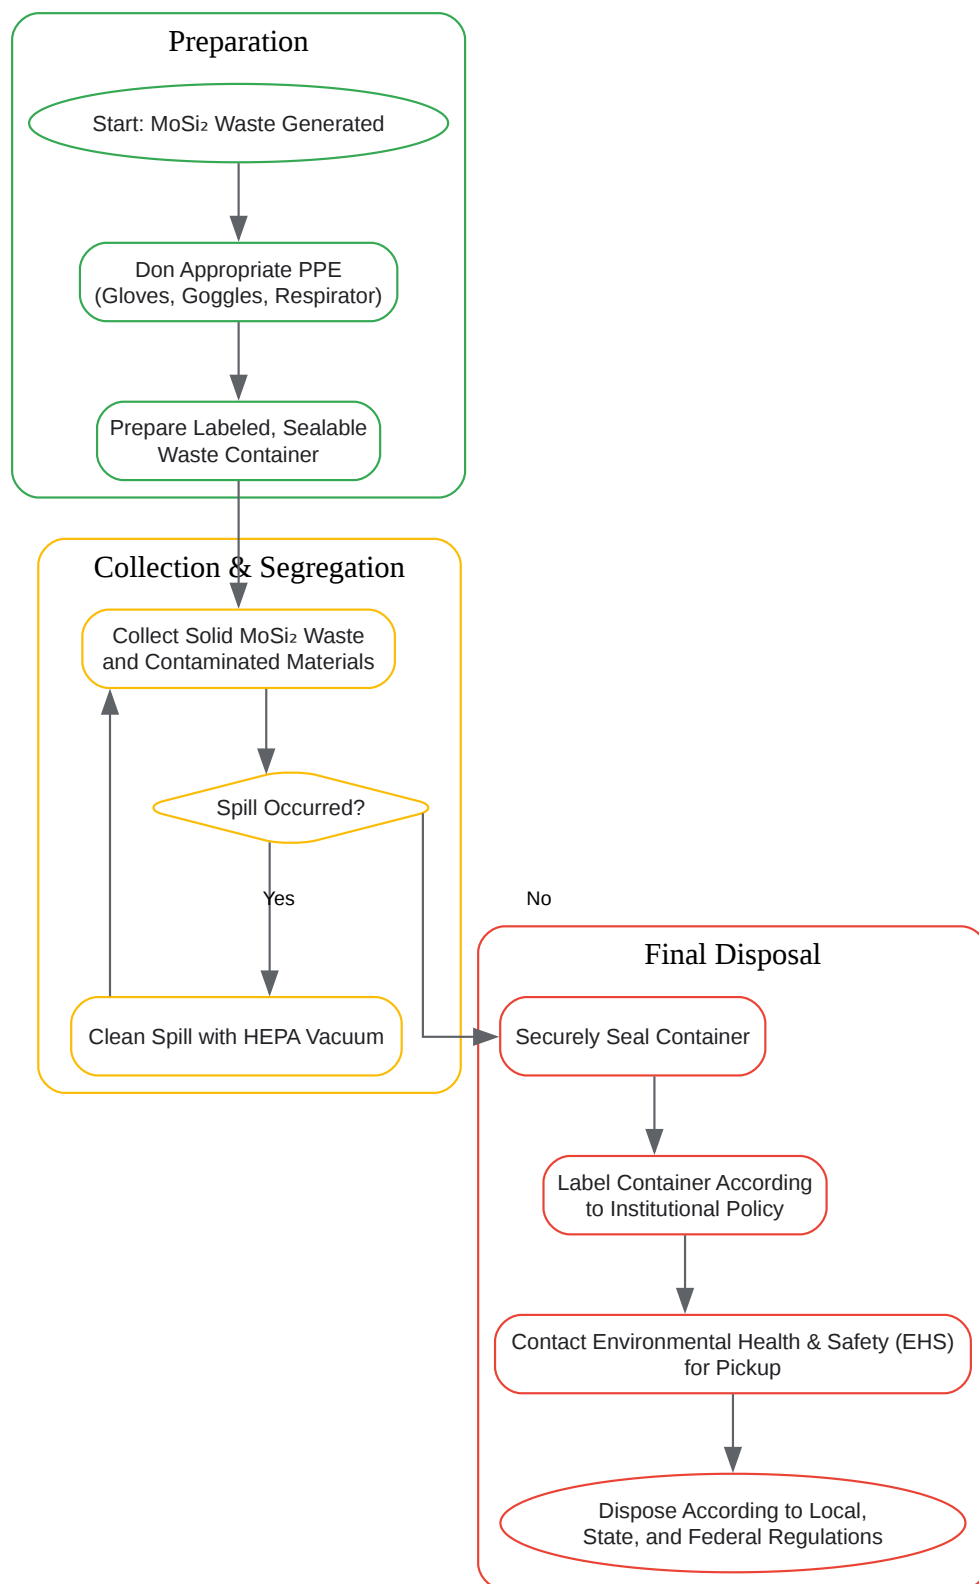 Preparation
Start: MoSi₂ Waste Generated
Don Appropriate PPE
(Gloves, Goggles, Respirator)
Prepare Labeled, Sealable
Waste Container
Collection & Segregation
Collect Solid MoSi₂ Waste
and Contaminated Materials
Spill Occurred?
Yes
No
Clean Spill with HEPA Vacuum
Final Disposal
Securely Seal Container
Label Container According
to Institutional Policy
Contact Environmental Health & Safety (EHS)
for Pickup
Dispose According to Local,
State, and Federal Regulations